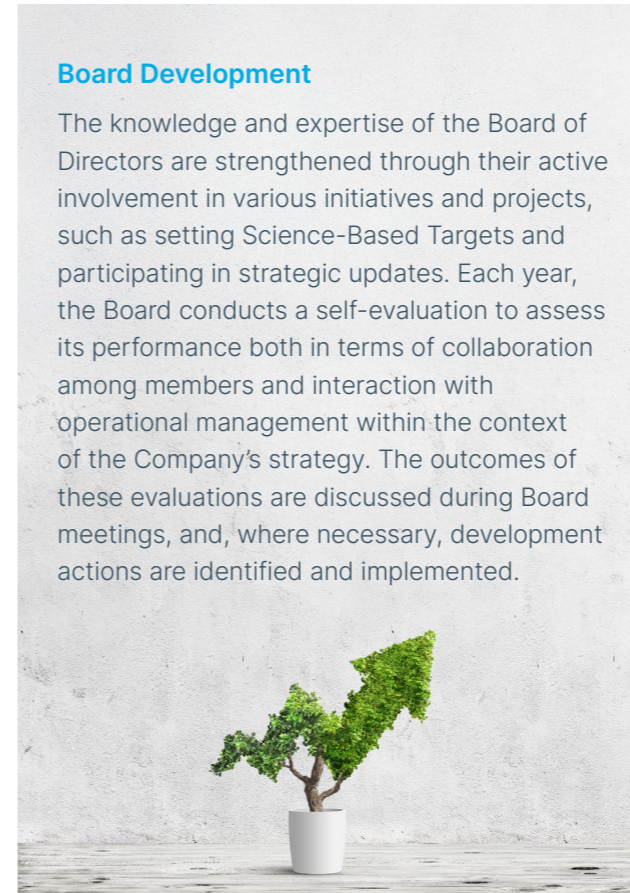 Board Development
The knowledge and expertise of the Board of
Directors are strengthened through their active
involvement in various initiatives and projects,
such as setting Science-Based Targets and
participating in strategic updates. Each year,
the Board conducts a self-evaluation to assess
its performance both in terms of collaboration
among members and interaction with
operational management within the context
of the Company’s strategy. The outcomes of
these evaluations are discussed during Board
meetings, and, where necessary, development
actions are identified and implemented.